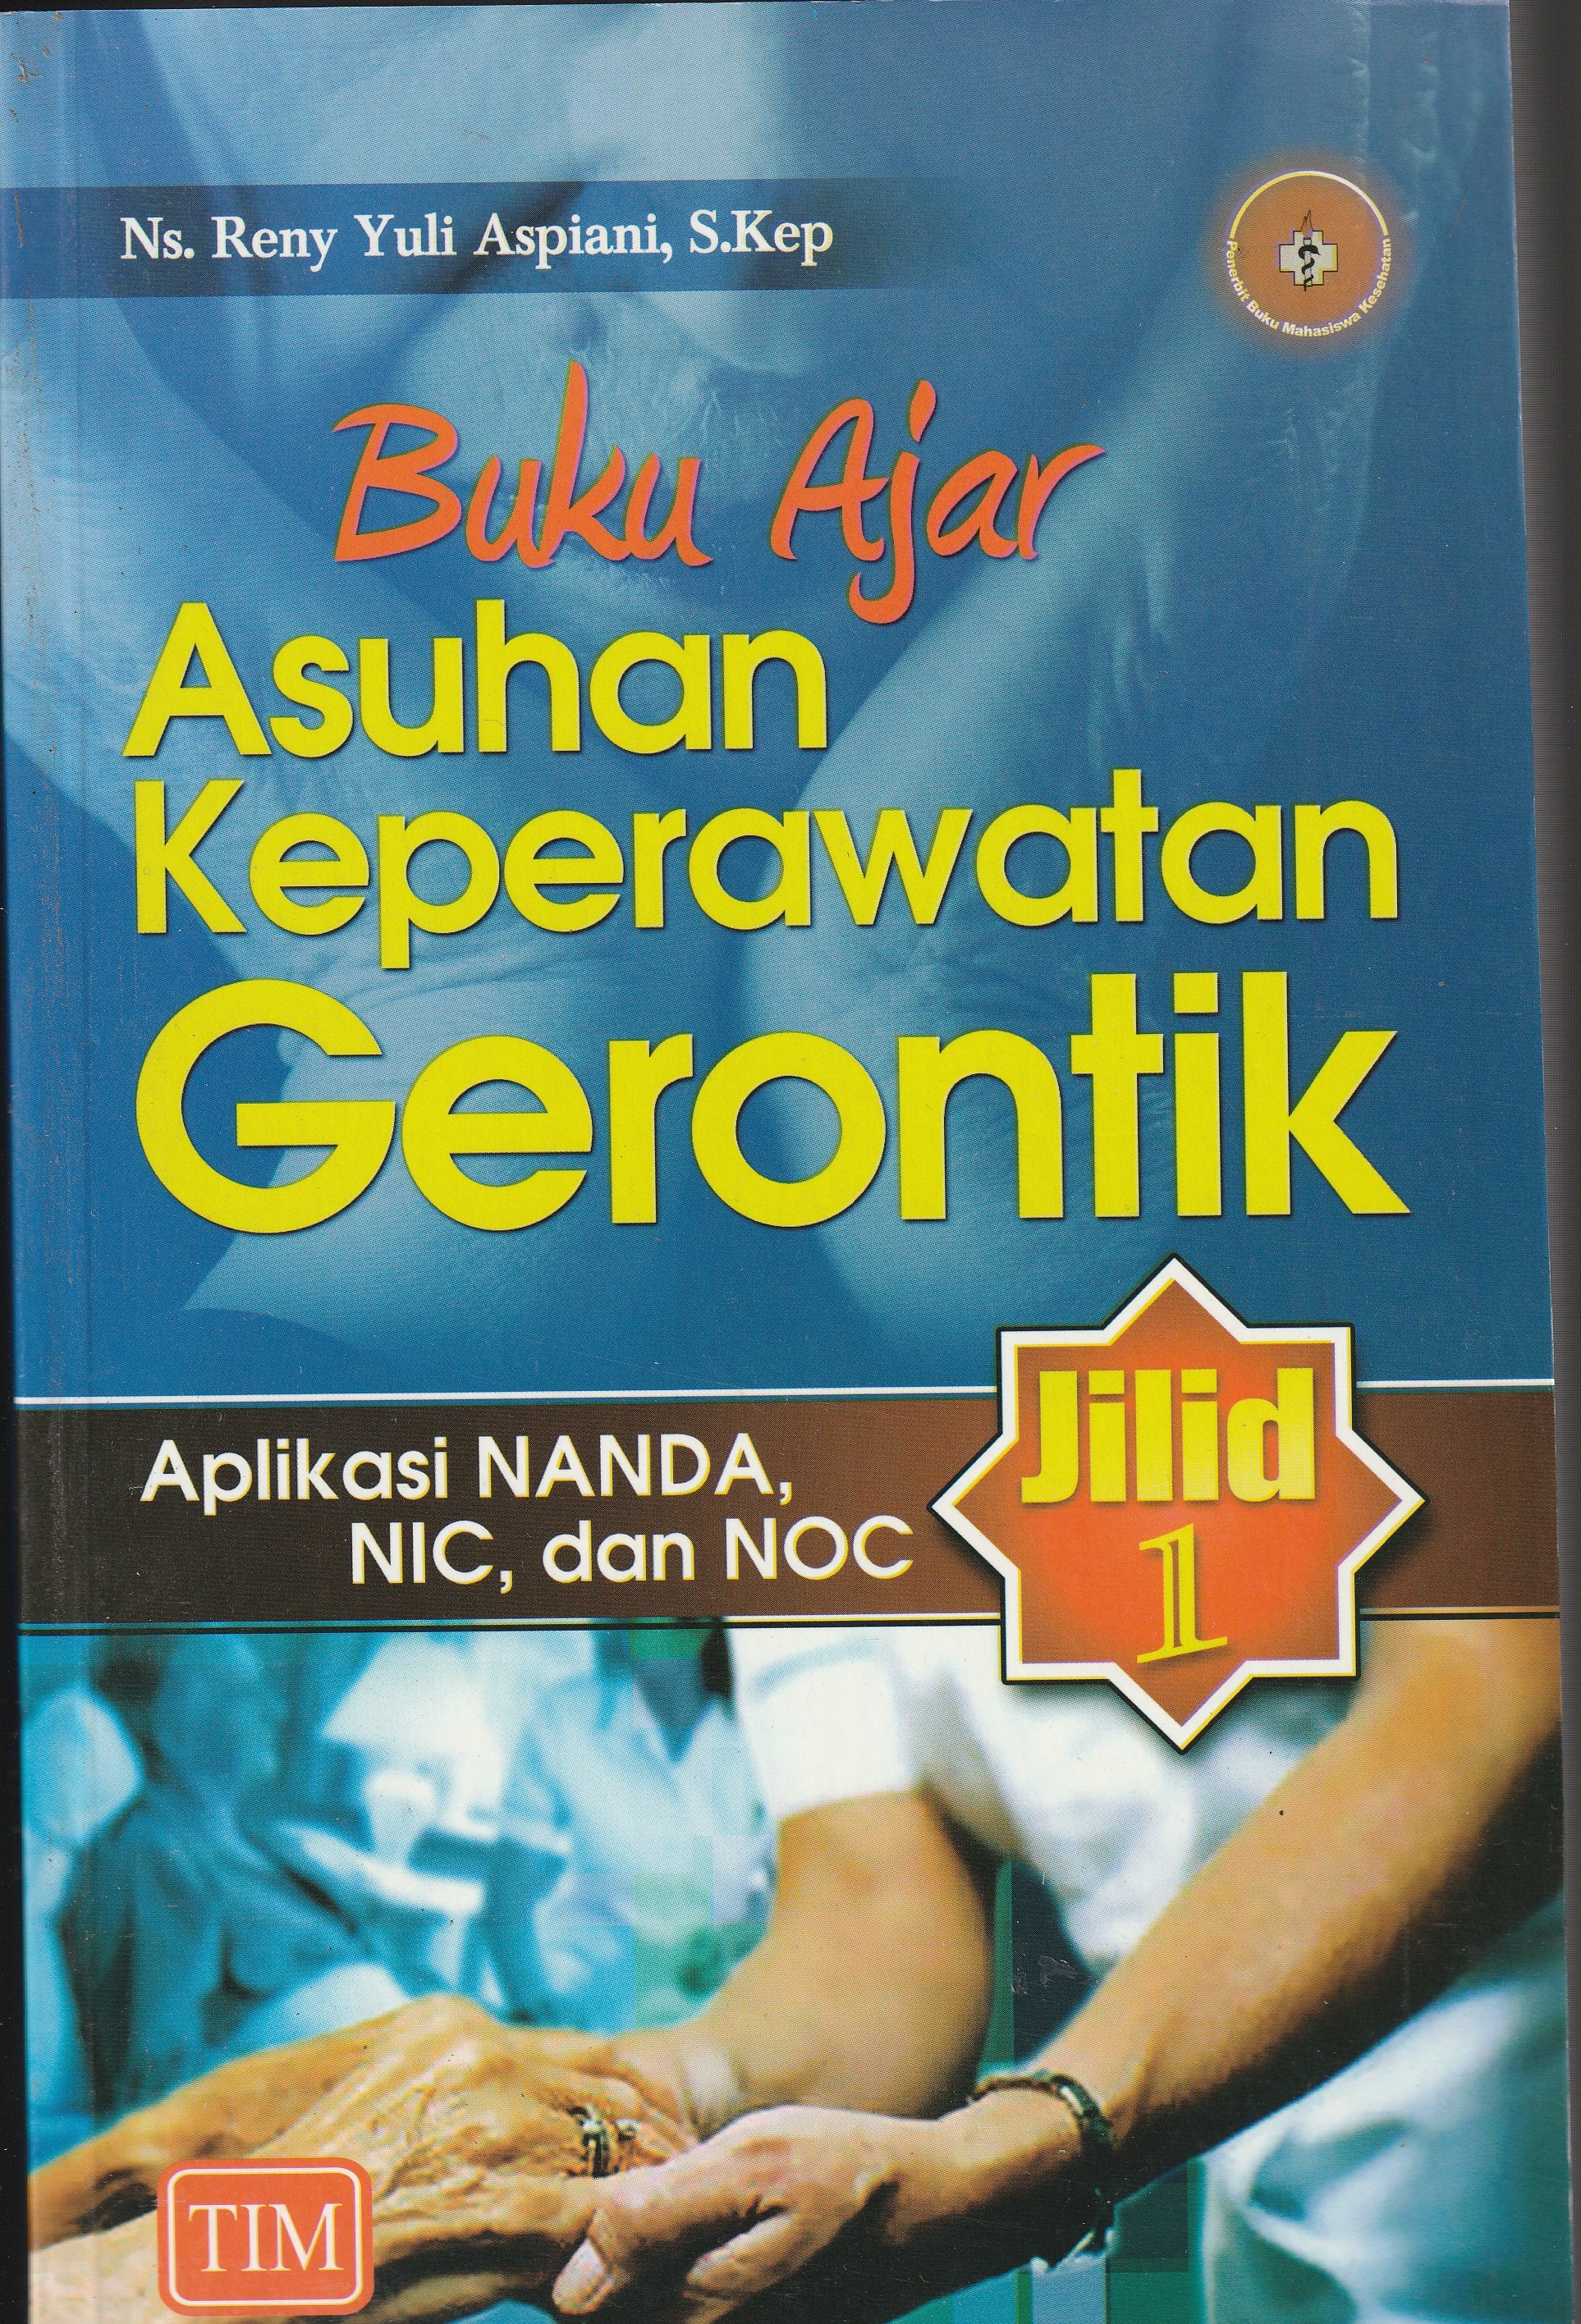 Ns. Reny Yuli Aspiani, S.Kep
Penerbit Buku Mahasiswa Kesehatan
Buku Ajar
Asuhan
Keperawatan
Gerontik
Jilid
1
Aplikasi NANDA,
NIC, dan NOC
TIM